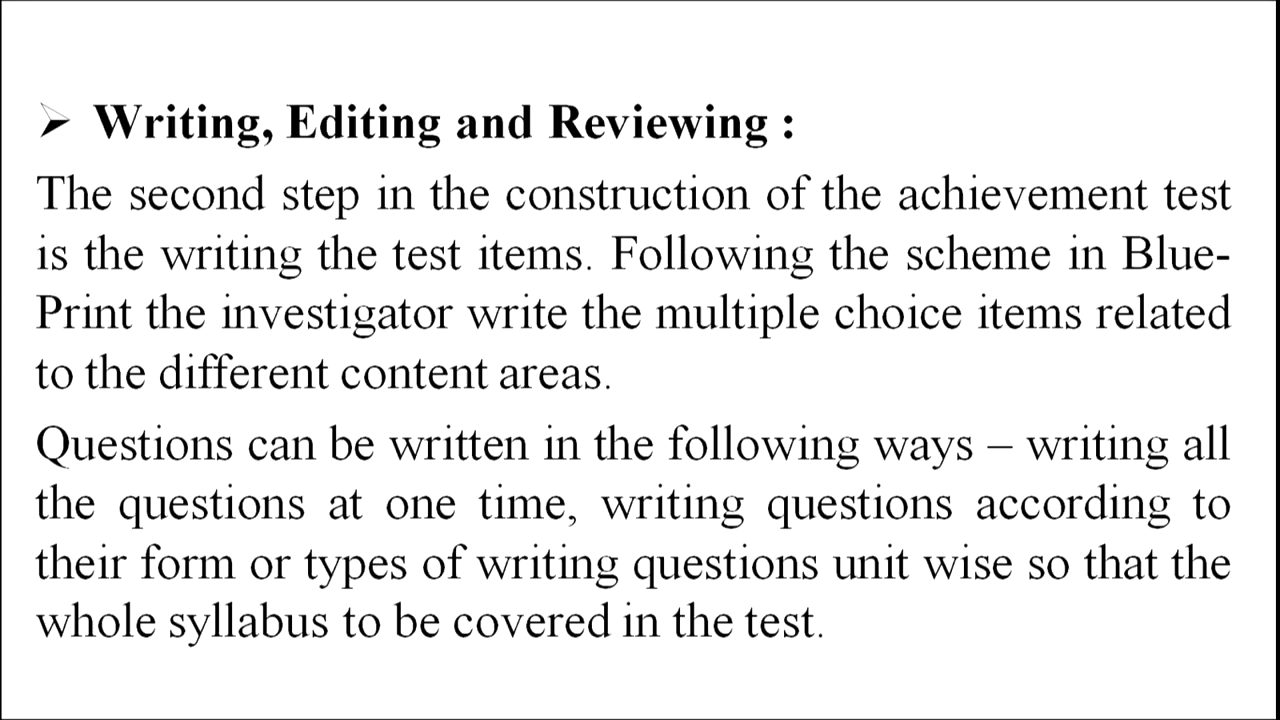 ➢ Writing, Editing and Reviewing :
The second step in the construction of the achievement test
is the writing the test items. Following the scheme in Blue-
Print the investigator write the multiple choice items related
to the different content areas.
Questions can be written in the following ways – writing all
the questions at one time, writing questions according to
their form or types of writing questions unit wise so that the
whole syllabus to be covered in the test.